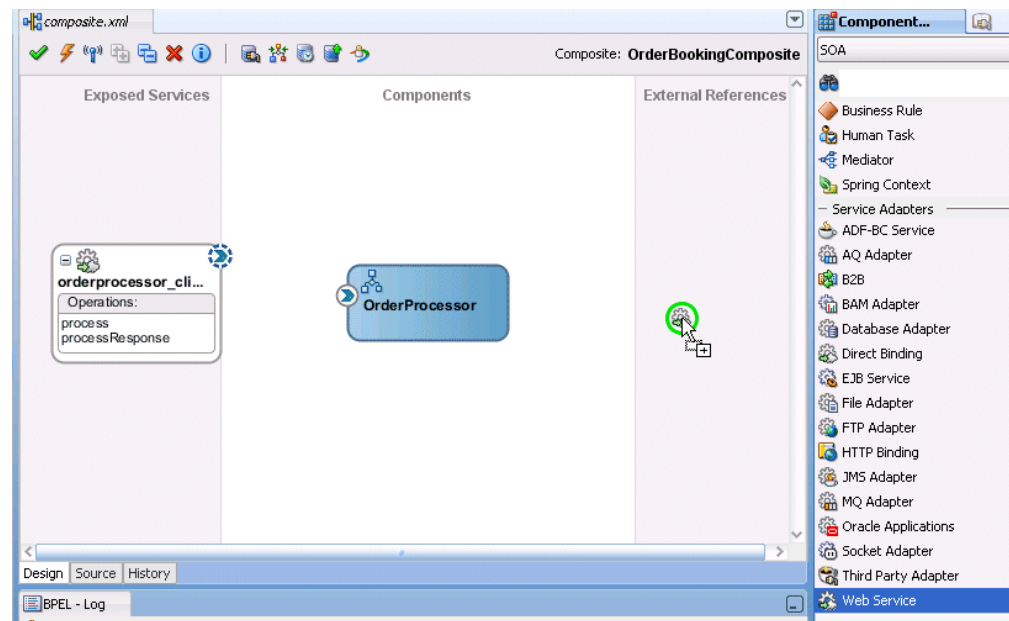 composite.xml
Composite: OrderBookingComposite
Exposed Services
Components
External References
orderprocessor_cli...
Operations:
process
processResponse
OrderProcessor
Design
Source
History
BPEL - Log
Component...
SOA
Business Rule
Human Task
Mediator
Spring Context
Service Adapters
ADF-BC Service
AQ Adapter
B2B
BAM Adapter
Database Adapter
Direct Binding
EJB Service
File Adapter
FTP Adapter
HTTP Binding
JMS Adapter
MQ Adapter
Oracle Applications
Socket Adapter
Third Party Adapter
Web Service